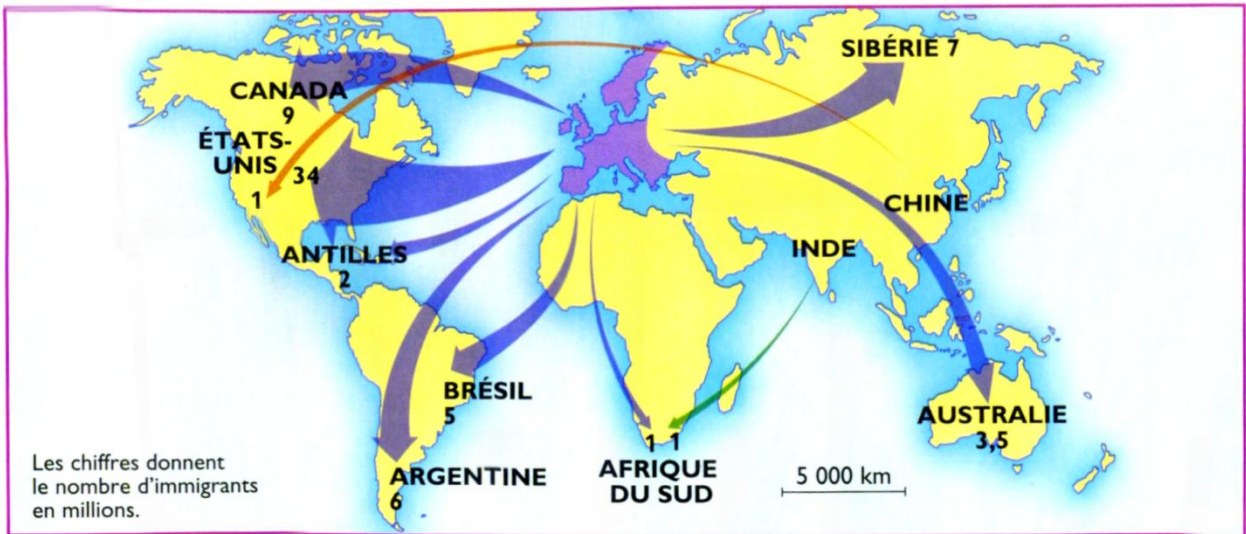 SIBÉRIE 7
CANADA
9
ÉTATS-
UNIS
34
1
CHINE
ANTILLES
2
INDE
BRÉSIL
5
AUSTRALIE
3,5
1 1
AFRIQUE
DU SUD
ARGENTINE
6
5 000 km
Les chiffres donnent
le nombre d'immigrants
en millions.